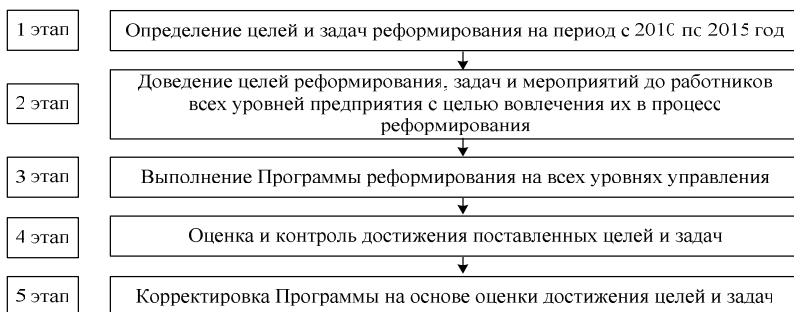 1 этап
Определение целей и задач реформирования на период с 2010 по 2015 год
2 этап
Доведение целей реформирования, задач и мероприятий до работников
всех уровней предприятия с целью вовлечения их в процесс
реформирования
3 этап
Выполнение Программы реформирования на всех уровнях управления
4 этап
Оценка и контроль достижения поставленных целей и задач
5 этап
Корректировка Программы на основе оценки достижения целей и задач